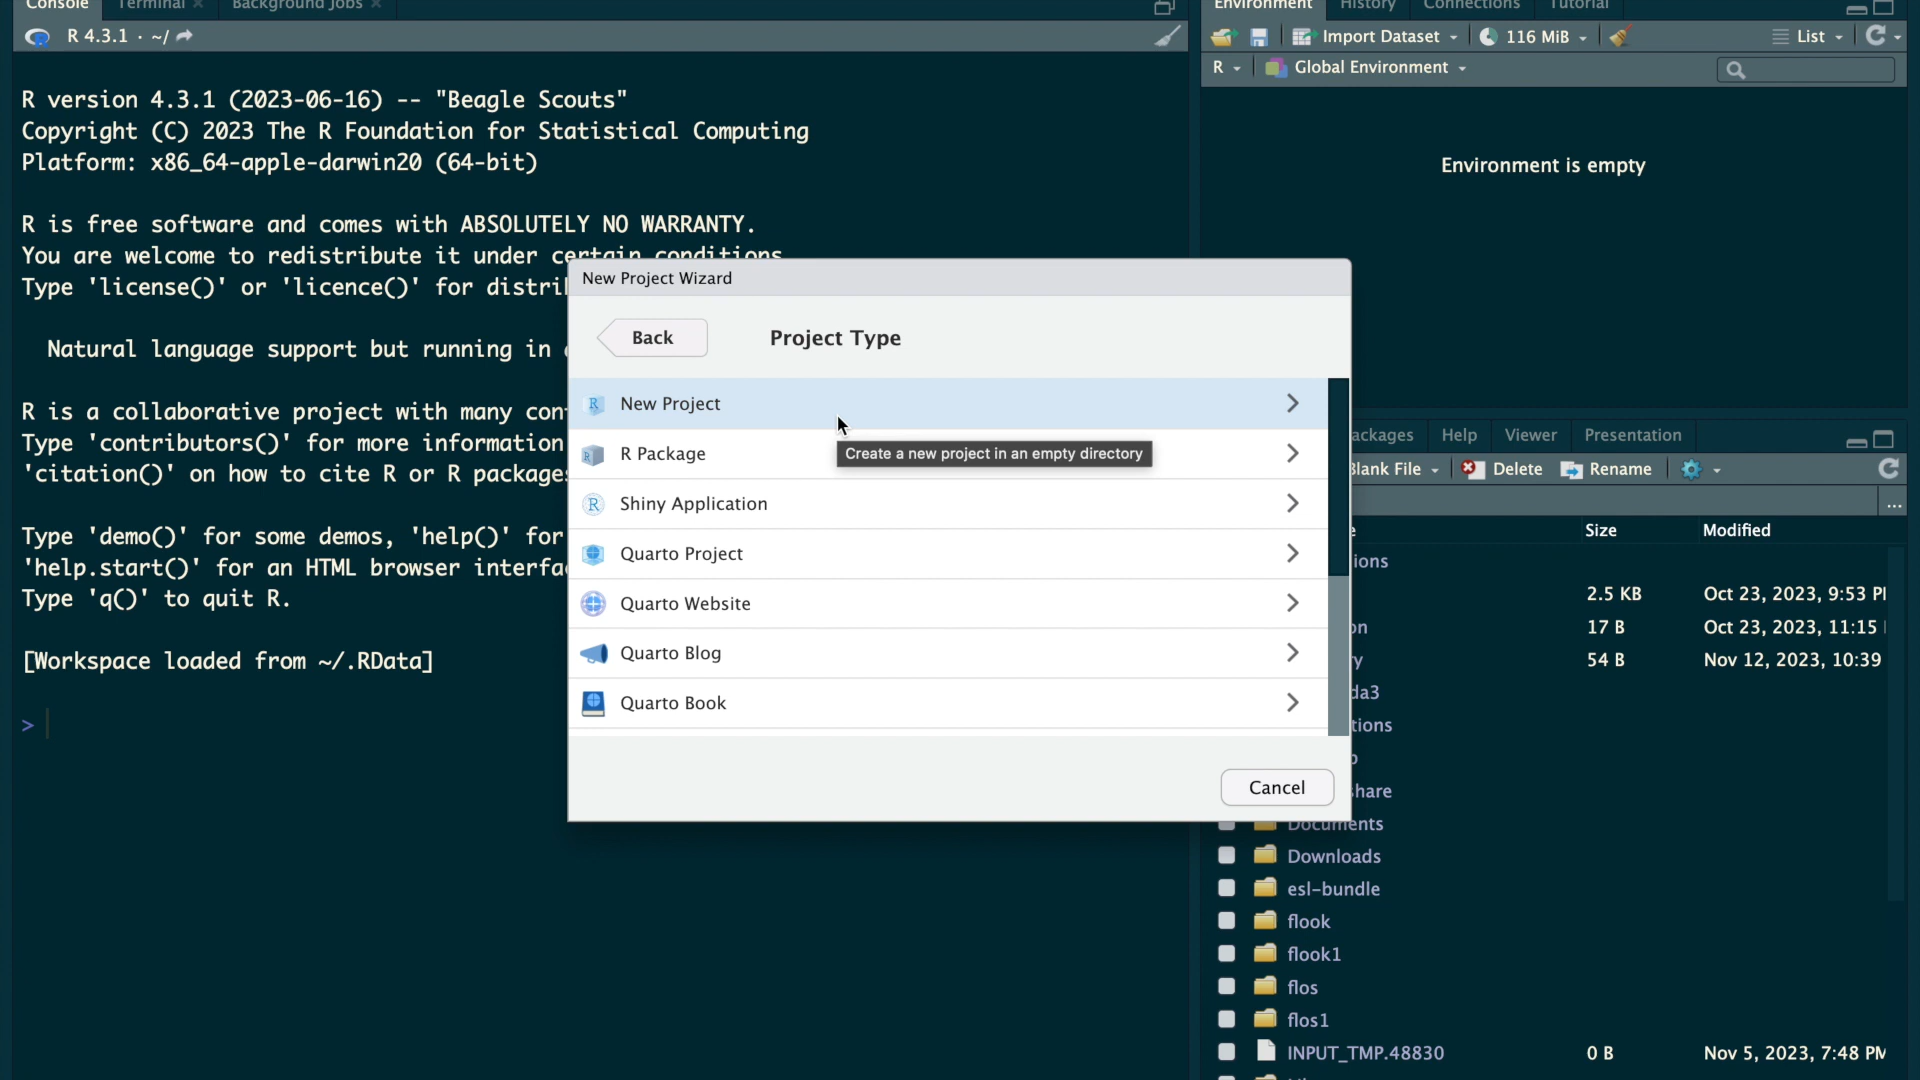 Console
Terminal
Background Jobs
R 4.3.1 · ~/
R version 4.3.1 (2023-06-16) -- "Beagle Scouts"
Copyright (C) 2023 The R Foundation for Statistical Computing
Platform: x86_64-apple-darwin20 (64-bit)
R is free software and comes with ABSOLUTELY NO WARRANTY.
You are welcome to redistribute it under certain conditions
Type 'license()' or 'licence()' for distri
Natural language support but running in
R is a collaborative project with many con
Type 'contributors()' for more information
'citation()' on how to cite R or R packages
Type 'demo()' for some demos, 'help()' for
'help.start()' for an HTML browser interfa
Type 'q()' to quit R.
[Workspace loaded from ~/.RData]
>
New Project Wizard
Back
Project Type
New Project
R Package
Create a new project in an empty directory
Shiny Application
Quarto Project
Quarto Website
Quarto Blog
Quarto Book
Cancel
Environment
History
Connections
Tutorial
Import Dataset
116 MiB
List
R
Global Environment
Environment is empty
ackages
Help
Viewer
Presentation
Blank File
Delete
Rename
...
Size
Modified
ions
2.5 KB
Oct 23, 2023, 9:53 P
on
17 B
Oct 23, 2023, 11:15
ry
54 B
Nov 12, 2023, 10:39
da3
tions
share
Documents
Downloads
esl-bundle
flook
flook1
flos
flos1
INPUT_TMP.48830
0 B
Nov 5, 2023, 7:48 PM